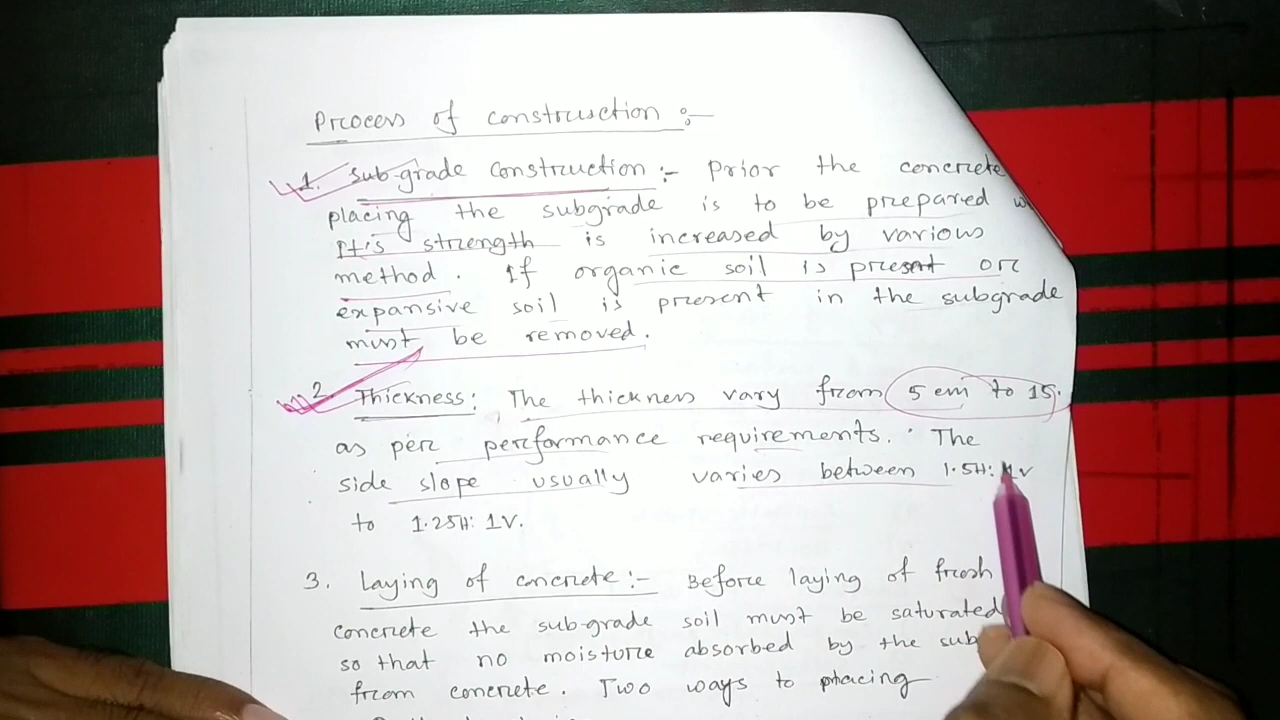 Process of construction :-
1. Sub-grade construction :- Prior the concrete
placing the subgrade is to be prepared
It's strength is increased by various
method. If organic soil is present or
expansive soil is present in the subgrade
must be removed.
2 Thickness: The thickness vary from 5 cm to 15.
as per performance requirements. The
side slope usually varies between 1.5H: 1V
to 1.25H: 1V.
3. Laying of concrete :- Before laying of fresh
concrete the sub-grade soil must be saturated
so that no moisture absorbed by the sub
from concrete. Two ways to placing